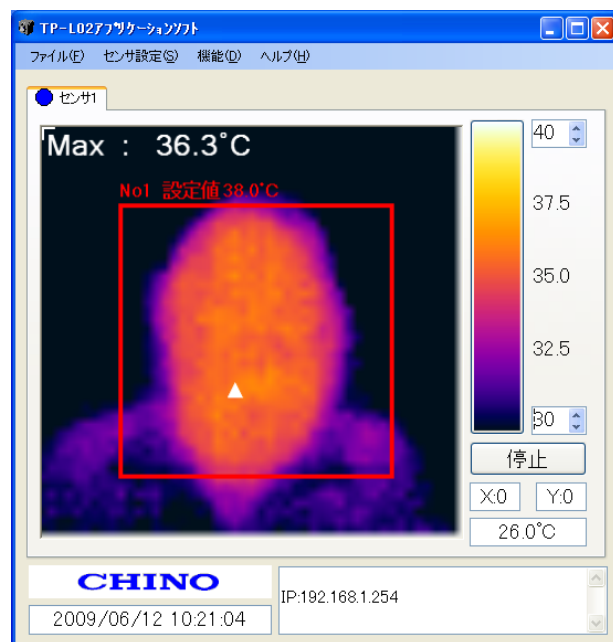 TP-L027アプリケーションソフト
ファイル(F) センサ設定(S) 機能(D) ヘルプ(H)
センサ1
Max : 36.3℃
No1 設定値38.0℃
40
37.5
35.0
32.5
30
停止
X:0 Y:0
26.0℃
CHINO
2009/06/12 10:21:04
IP:192.168.1.254